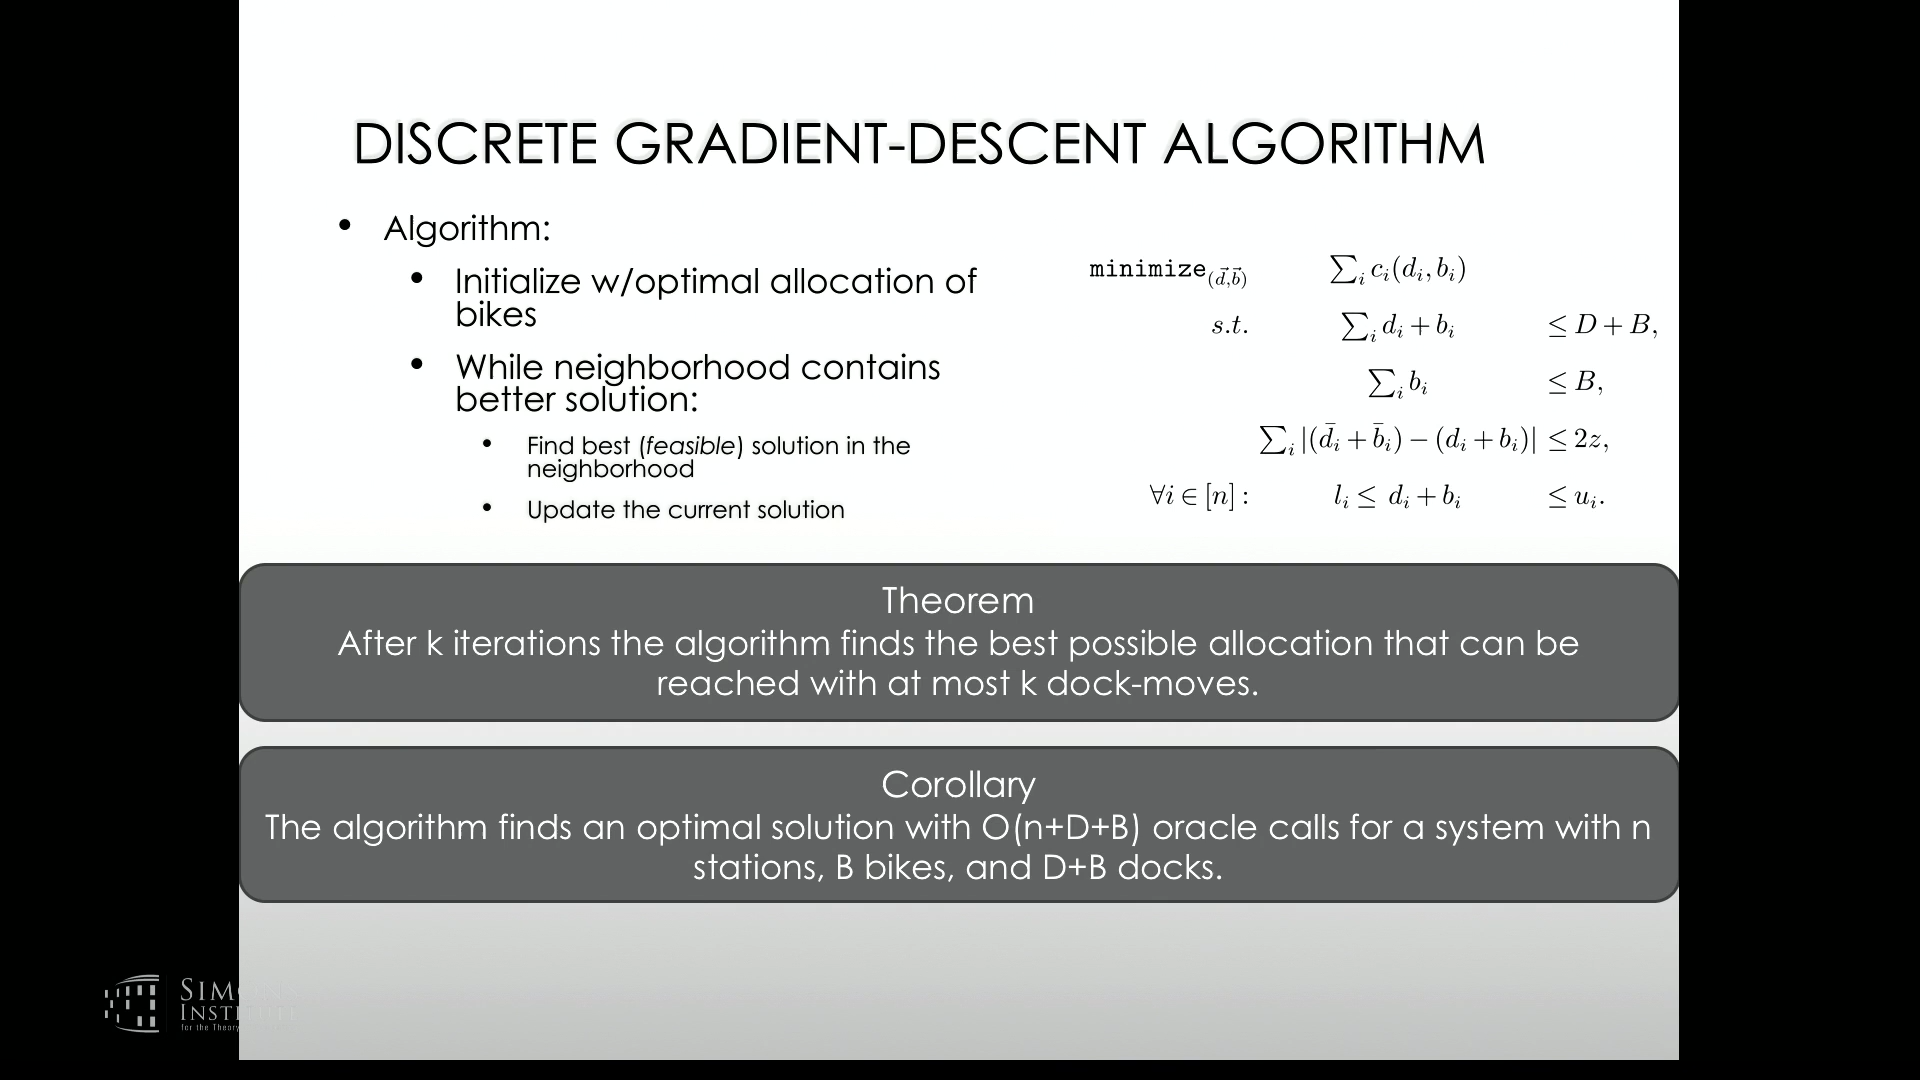 DISCRETE GRADIENT-DESCENT ALGORITHM
• Algorithm:
• Initialize w/optimal allocation of
bikes
• While neighborhood contains
better solution:
• Find best (feasible) solution in the
neighborhood
• Update the current solution
minimize_{(\vec{d},\vec{b})} ∑_i c_i(d_i, b_i)
s.t. ∑_i d_i + b_i ≤ D + B,
∑_i b_i ≤ B,
∑_i |(\bar{d}_i + \bar{b}_i) − (d_i + b_i)| ≤ 2z,
∀i ∈ [n] : l_i ≤ d_i + b_i ≤ u_i.
Theorem
After k iterations the algorithm finds the best possible allocation that can be
reached with at most k dock-moves.
Corollary
The algorithm finds an optimal solution with O(n+D+B) oracle calls for a system with n
stations, B bikes, and D+B docks.
for the Theory